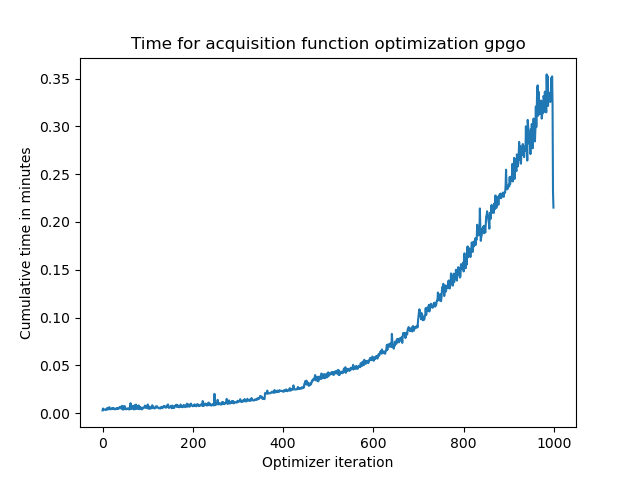 Time for acquisition function optimization gpgo
0.35
0.30
0.25
0.20
0.15
0.10
0.05
0.00
Cumulative time in minutes
0 200 400 600 800 1000
Optimizer iteration